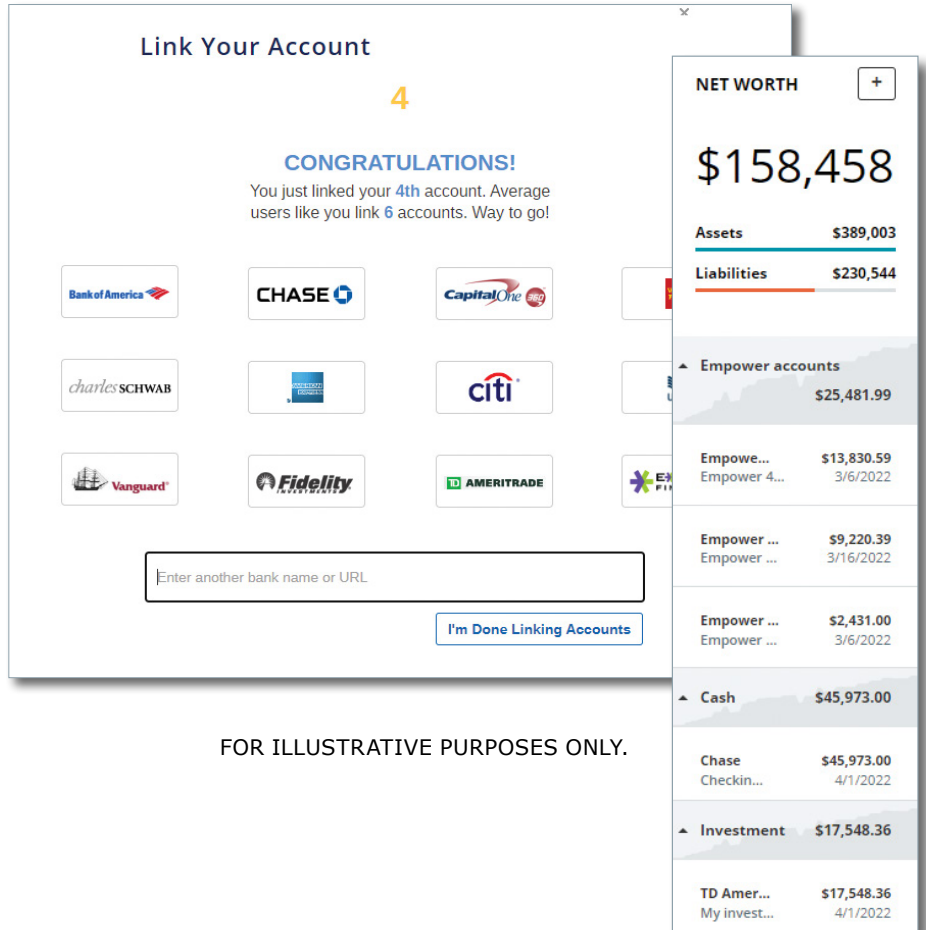 Link Your Account
4
CONGRATULATIONS!
You just linked your 4th account. Average
users like you link 6 accounts. Way to go!
Bank of America
CHASE
Capital One 360
charles SCHWAB
AMERICAN EXPRESS
citi
Vanguard
Fidelity
INVESTMENTS
TD AMERITRADE
Enter another bank name or URL
I'm Done Linking Accounts
FOR ILLUSTRATIVE PURPOSES ONLY.
NET WORTH +
$158,458
Assets $389,003
Liabilities $230,544
Empower accounts
$25,481.99
Empowe... $13,830.59
Empower 4... 3/6/2022
Empower ... $9,220.39
Empower ... 3/16/2022
Empower ... $2,431.00
Empower ... 3/6/2022
Cash $45,973.00
Chase $45,973.00
Checkin... 4/1/2022
Investment $17,548.36
TD Amer... $17,548.36
My invest... 4/1/2022